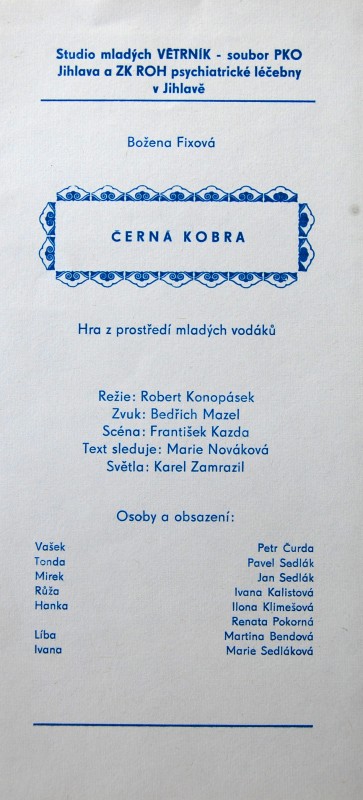 Studio mladých VĚTRNÍK - soubor PKO
Jihlava a ZK ROH psychiatrické léčebny
v Jihlavě
Božena Fixová
ČERNÁ KOBRA
Hra z prostředí mladých vodáků
Režie: Robert Konopásek
Zvuk: Bedřich Mazel
Scéna: František Kazda
Text sleduje: Marie Nováková
Světla: Karel Zamrazil
Osoby a obsazení:
Vašek Petr Čurda
Tonda Pavel Sedlák
Mirek Jan Sedlák
Růža Ivana Kalistová
Hanka Ilona Klimešová
Renata Pokorná
Líba Martina Bendová
Ivana Marie Sedláková